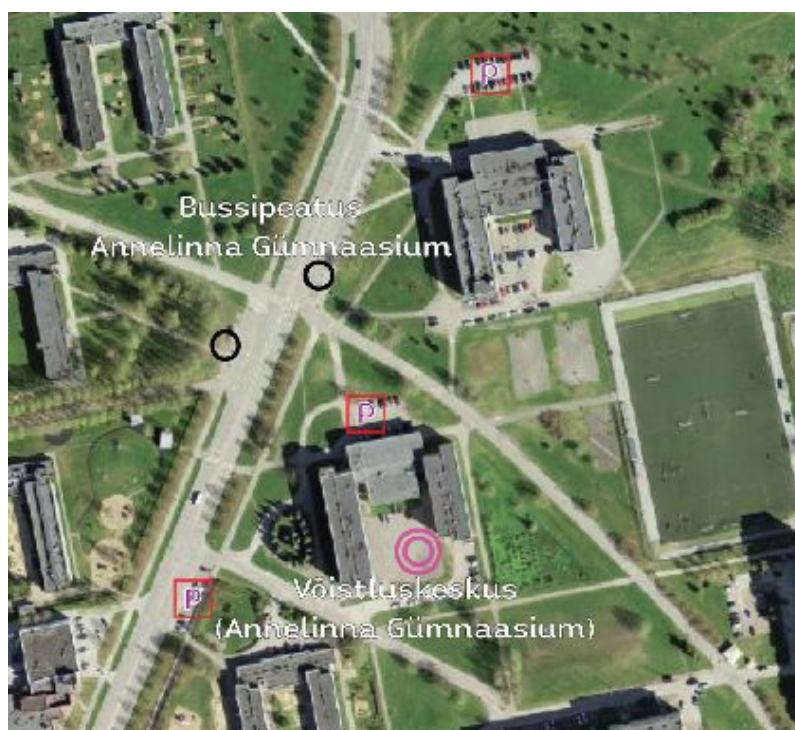 P
Bussipeatus
Annelinna Gümnaasium
P
P
Võistluskeskus
(Annelinna Gümnaasium)